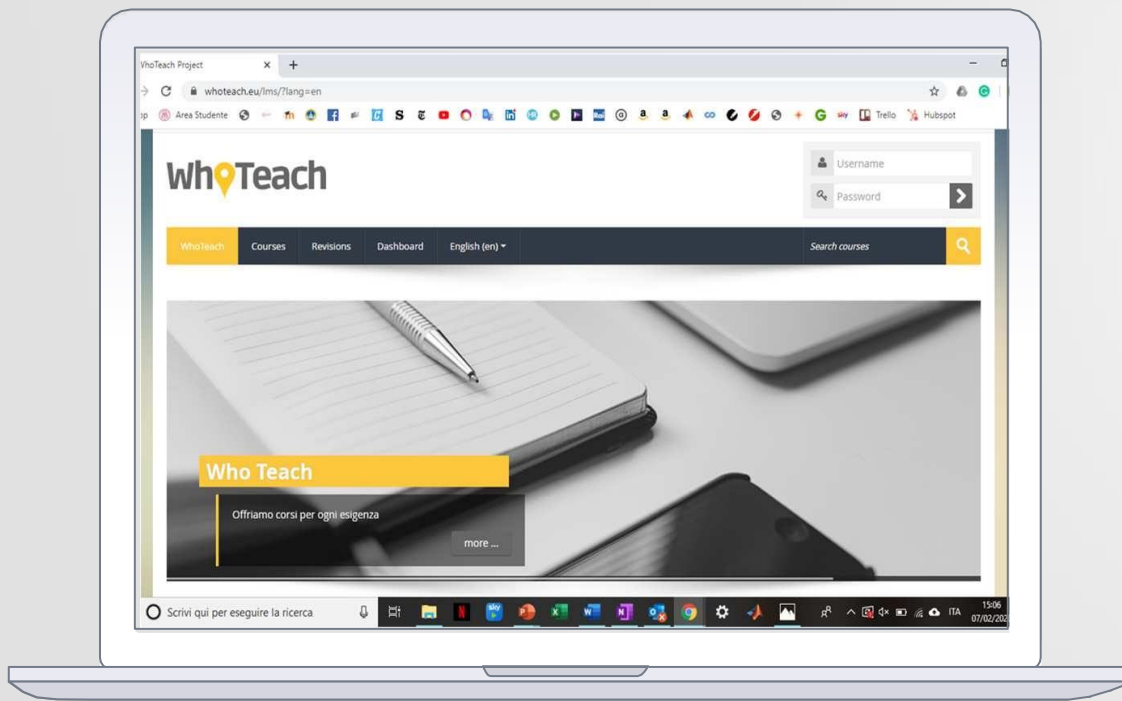 WhoTeach Project
whoteach.eu/lms/?lang=en
Area Studente
Trello
Hubspot
WhoTeach
Username
Password
WhoTeach
Courses
Revisions
Dashboard
English (en)
Search courses
Who Teach
Offriamo corsi per ogni esigenza
more ...
Scrivi qui per eseguire la ricerca
ITA
15:06
07/02/202